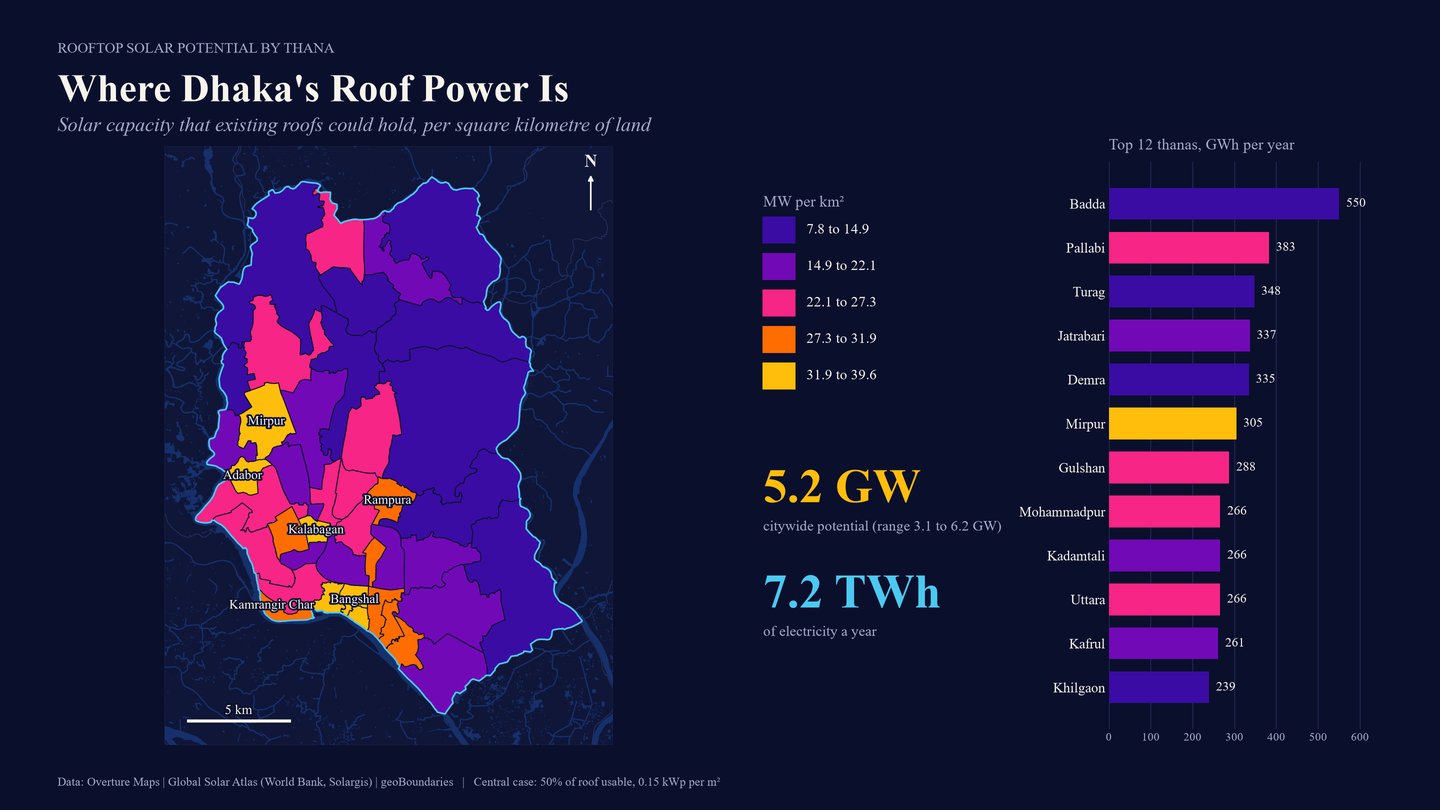 ROOFTOP SOLAR POTENTIAL BY THANA
Where Dhaka's Roof Power Is
Solar capacity that existing roofs could hold, per square kilometre of land
N
Mirpur
Adabor
Rampura
Kalabagan
Bangshal
Kamrangir Char
5 km
MW per km²
7.8 to 14.9
14.9 to 22.1
22.1 to 27.3
27.3 to 31.9
31.9 to 39.6
5.2 GW
citywide potential (range 3.1 to 6.2 GW)
7.2 TWh
of electricity a year
Top 12 thanas, GWh per year
Badda 550
Pallabi 383
Turag 348
Jatrabari 337
Demra 335
Mirpur 305
Gulshan 288
Mohammadpur 266
Kadamtali 266
Uttara 266
Kafrul 261
Khilgaon 239
0 100 200 300 400 500 600
Data: Overture Maps | Global Solar Atlas (World Bank, Solargis) | geoBoundaries | Central case: 50% of roof usable, 0.15 kWp per m²